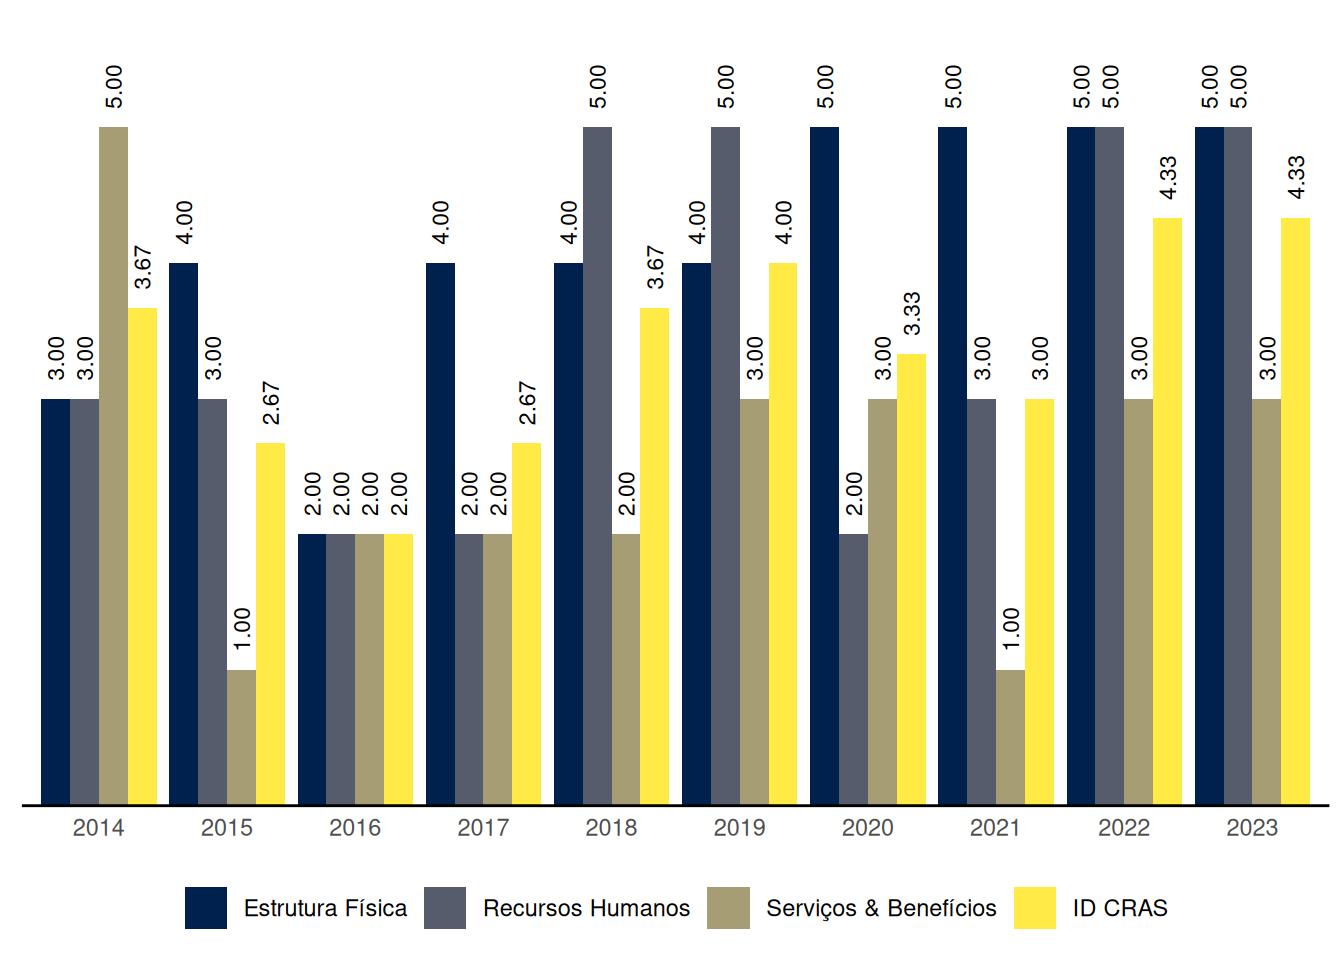 5.00 5.00 5.00 5.00 5.00 5.00 5.00 5.00 5.00
4.33 4.33
4.00 4.00 4.00 4.00 4.00
3.67 3.67
3.33
3.00 3.00 3.00 3.00 3.00 3.00 3.00 3.00 3.00
2.67 2.67
2.00 2.00 2.00 2.00 2.00 2.00 2.00 2.00
1.00 1.00
2014 2015 2016 2017 2018 2019 2020 2021 2022 2023
Estrutura Física Recursos Humanos Serviços & Benefícios ID CRAS